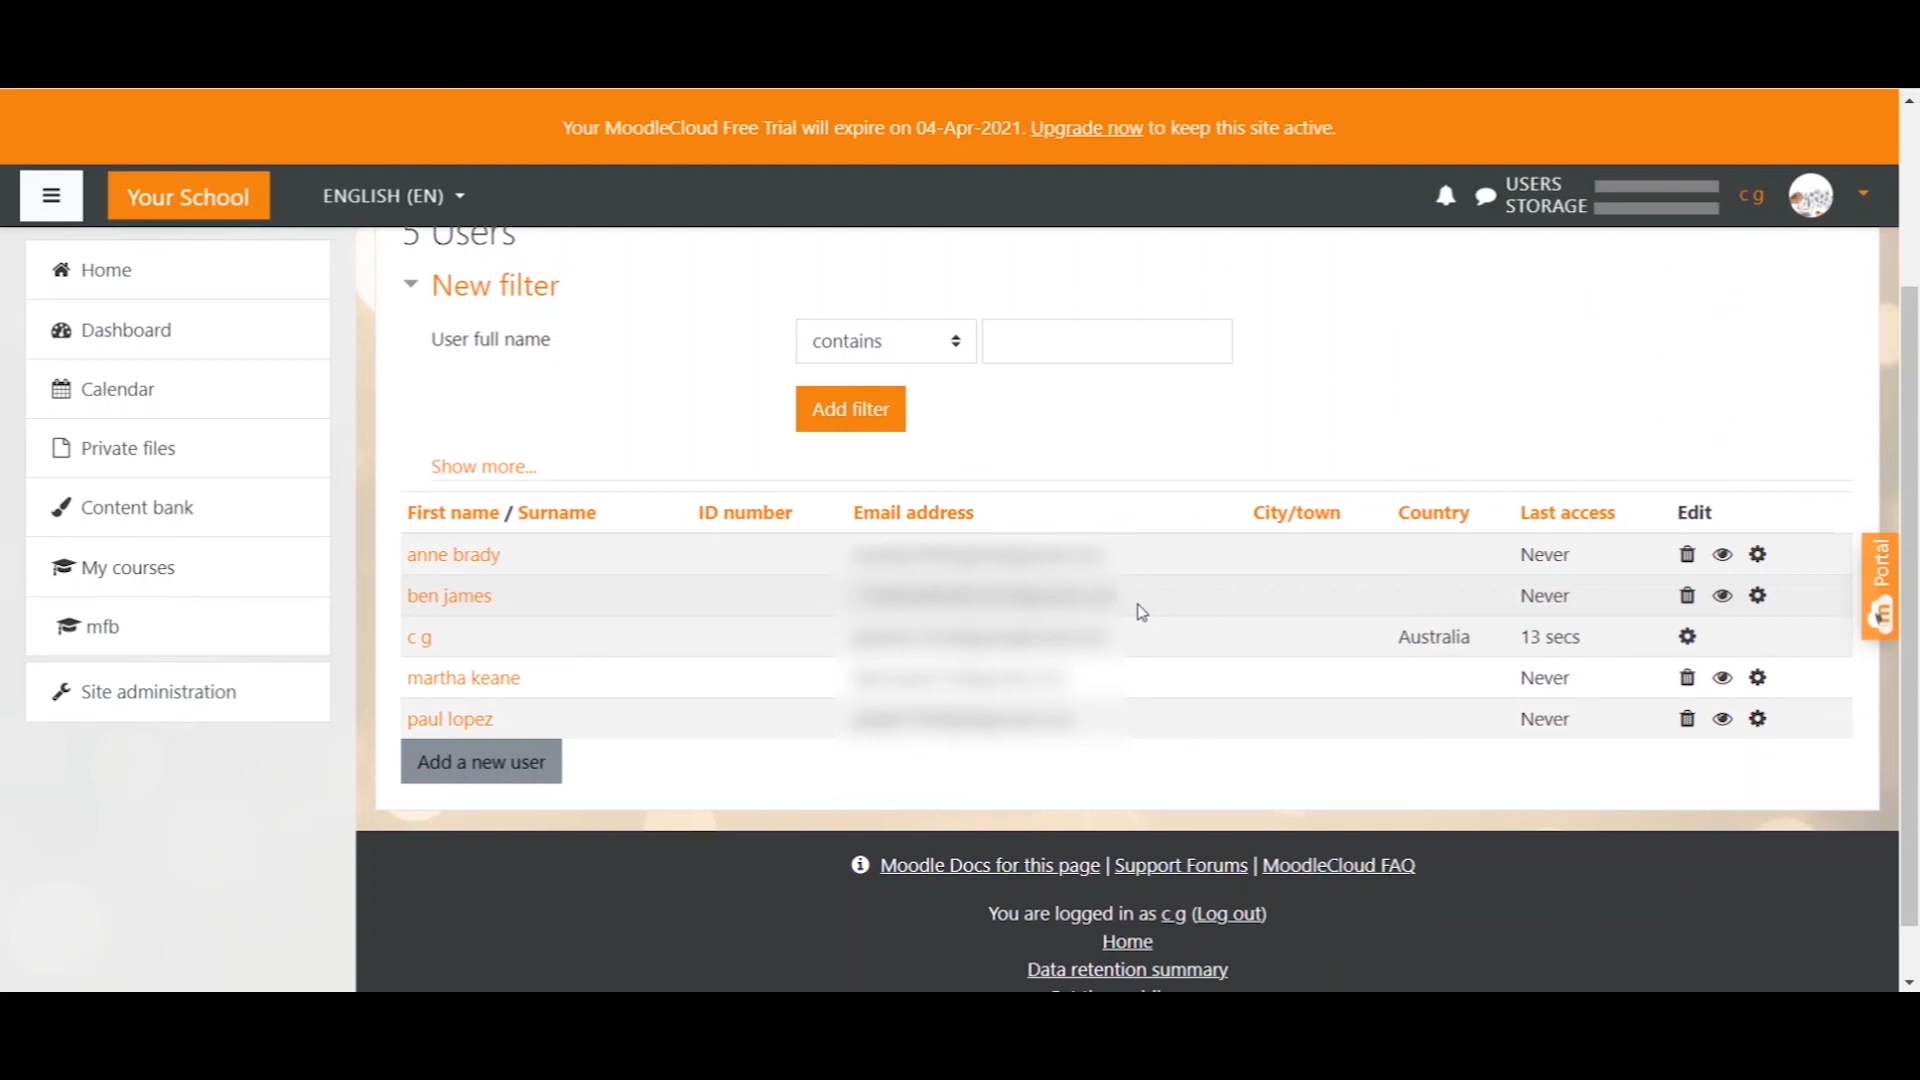 Your MoodleCloud Free Trial will expire on 04-Apr-2021. Upgrade now to keep this site active.
Your School
ENGLISH (EN)
USERS
STORAGE
c g
Home
Dashboard
Calendar
Private files
Content bank
My courses
mfb
Site administration
5 Users
New filter
User full name
contains
Add filter
Show more...
First name / Surname ID number Email address City/town Country Last access Edit
anne brady Never
ben james Never
c g Australia 13 secs
martha keane Never
paul lopez Never
Add a new user
Portal
Moodle Docs for this page | Support Forums | MoodleCloud FAQ
You are logged in as c g (Log out)
Home
Data retention summary